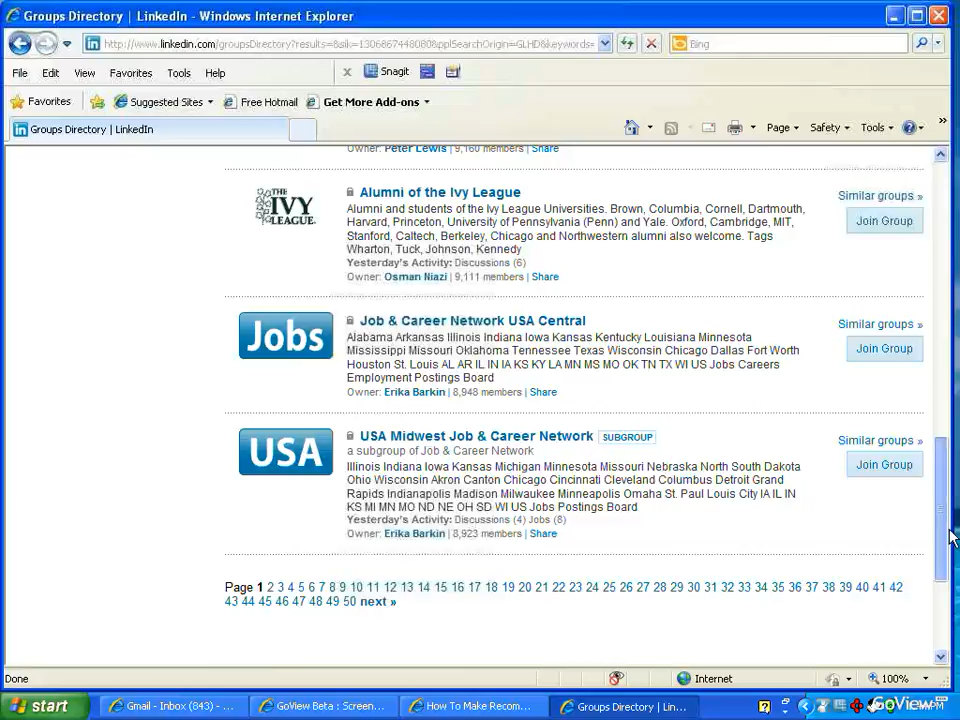 Groups Directory | LinkedIn - Windows Internet Explorer
http://www.linkedin.com/groupsDirectory?results=&sik=1306867448080&pplSearchOrigin=GLHD&keywords=
Bing
File Edit View Favorites Tools Help
x Snagit
Favorites Suggested Sites Free Hotmail Get More Add-ons
Groups Directory | LinkedIn
Page Safety Tools »
Owner: Peter Lewis | 9,160 members | Share
THE IVY LEAGUE
Alumni of the Ivy League
Similar groups »
Alumni and students of the Ivy League Universities. Brown, Columbia, Cornell, Dartmouth,
Harvard, Princeton, University of Pennsylvania (Penn) and Yale. Oxford, Cambridge, MIT,
Join Group
Stanford, Caltech, Berkeley, Chicago and Northwestern alumni also welcome. Tags
Wharton, Tuck, Johnson, Kennedy
Yesterday's Activity: Discussions (6)
Owner: Osman Niazi | 9,111 members | Share
Jobs
Job & Career Network USA Central
Similar groups »
Alabama Arkansas Illinois Indiana Iowa Kansas Kentucky Louisiana Minnesota
Mississippi Missouri Oklahoma Tennessee Texas Wisconsin Chicago Dallas Fort Worth
Join Group
Houston St. Louis AL AR IL IN IA KS KY LA MN MS MO OK TN TX WI US Jobs Careers
Employment Postings Board
Owner: Erika Barkin | 8,948 members | Share
USA
USA Midwest Job & Career Network SUBGROUP
Similar groups »
a subgroup of Job & Career Network
Illinois Indiana Iowa Kansas Michigan Minnesota Missouri Nebraska North South Dakota
Join Group
Ohio Wisconsin Akron Canton Chicago Cincinnati Cleveland Columbus Detroit Grand
Rapids Indianapolis Madison Milwaukee Minneapolis Omaha St. Paul Louis City IA IL IN
KS MI MN MO ND NE OH SD WI US Jobs Postings Board
Yesterday's Activity: Discussions (4) Jobs (8)
Owner: Erika Barkin | 8,923 members | Share
Page 1 2 3 4 5 6 7 8 9 10 11 12 13 14 15 16 17 18 19 20 21 22 23 24 25 26 27 28 29 30 31 32 33 34 35 36 37 38 39 40 41 42
43 44 45 46 47 48 49 50 next »
Done Internet 100%
start Gmail - Inbox (843) - ... GoView Beta : Screen... How To Make Recom... Groups Directory | Lin... GoView